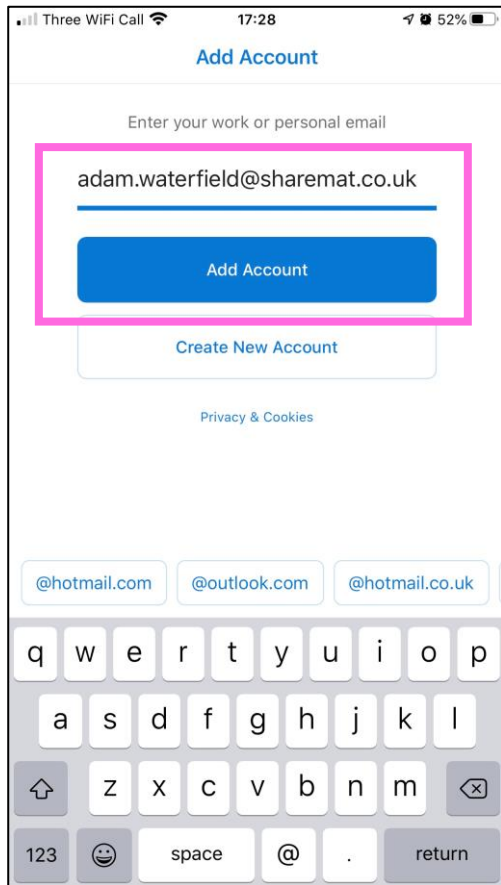 Three WiFi Call 17:28 52%
Add Account
Enter your work or personal email
adam.waterfield@sharemat.co.uk
Add Account
Create New Account
Privacy & Cookies
@hotmail.com @outlook.com @hotmail.co.uk
q w e r t y u i o p
a s d f g h j k l
z x c v b n m
123 space @ . return